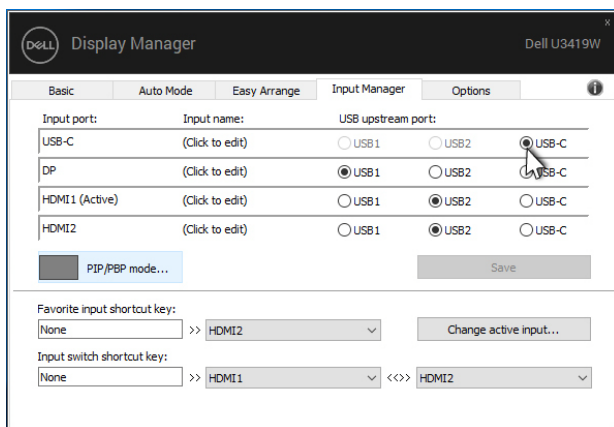 x
DELL Display Manager Dell U3419W
Basic Auto Mode Easy Arrange Input Manager Options i
Input port: Input name: USB upstream port:
USB-C (Click to edit) USB1 USB2 USB-C
DP (Click to edit) USB1 USB2 USB-C
HDMI1 (Active) (Click to edit) USB1 USB2 USB-C
HDMI2 (Click to edit) USB1 USB2 USB-C
PIP/PBP mode... Save
Favorite input shortcut key:
None >> HDMI2 Change active input...
Input switch shortcut key:
None >> HDMI1 <<>> HDMI2